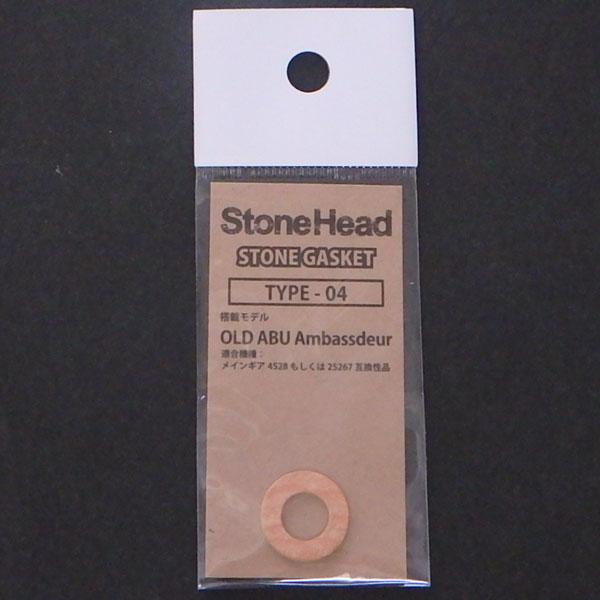 StoneHead
STONE GASKET
TYPE - 04
搭載モデル
OLD ABU Ambassdeur
適合機種：
メインギア 4528 もしくは 25267 互換性品